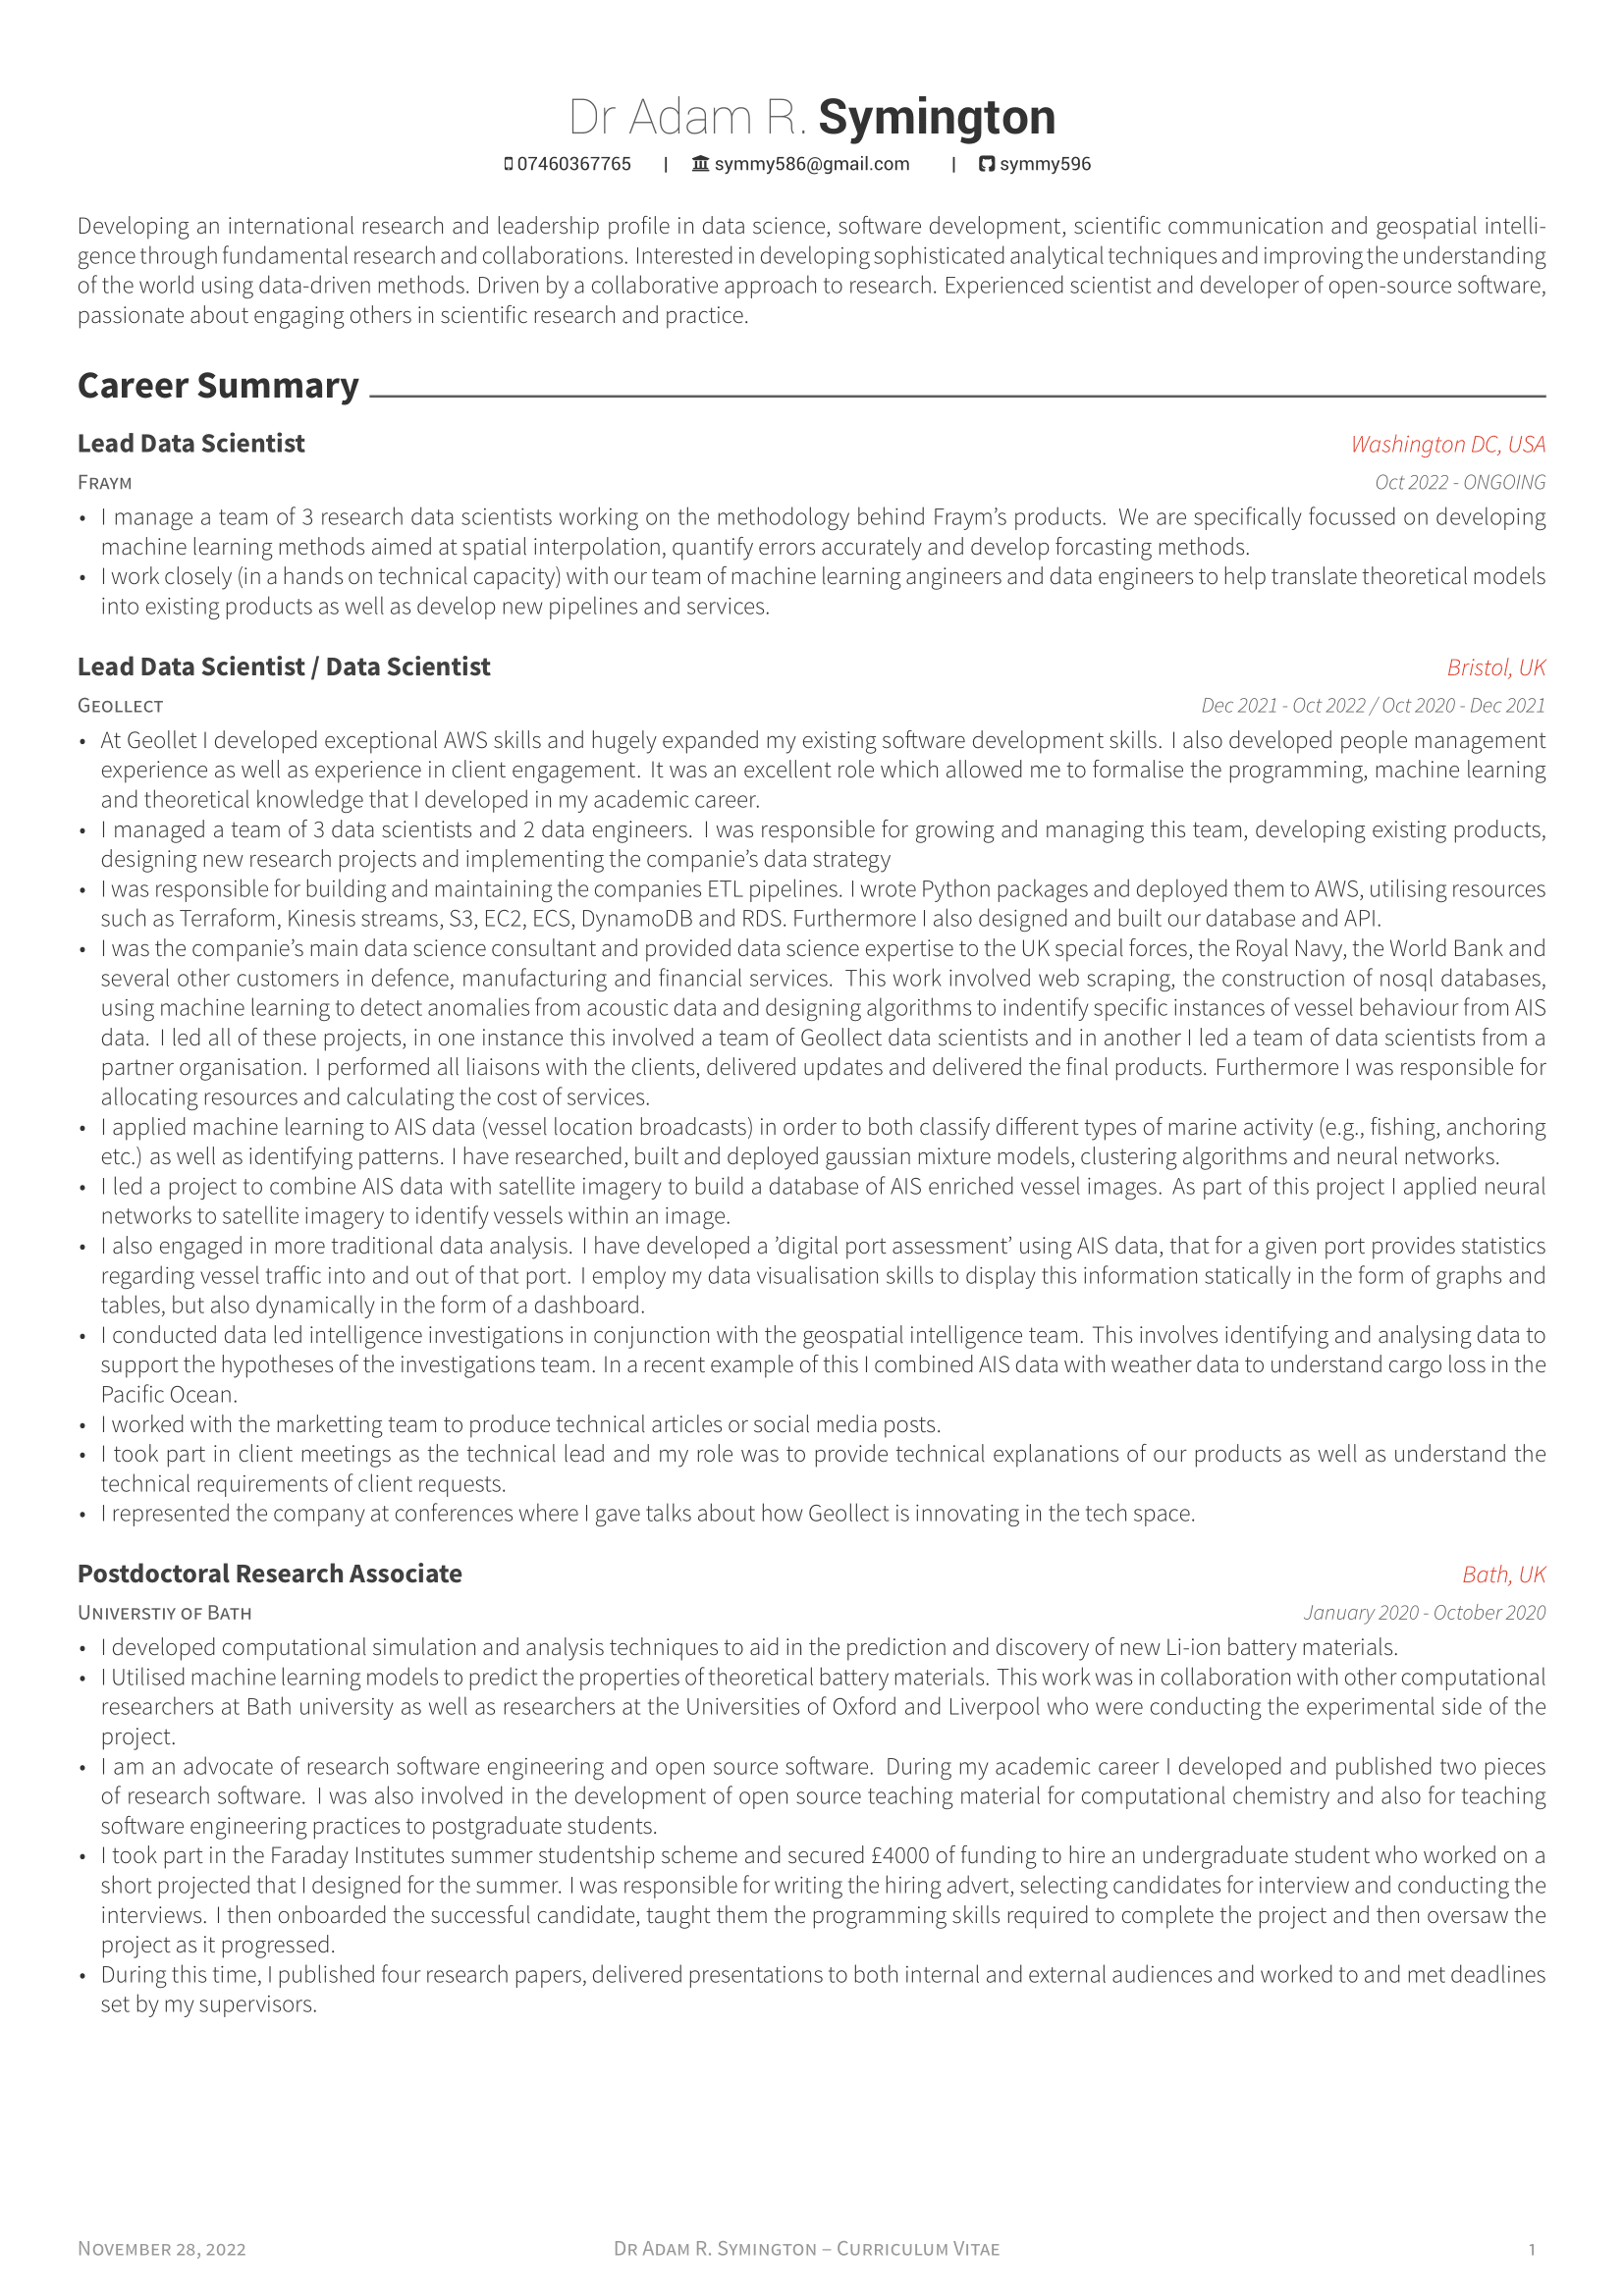 Dr Adam R. Symington
07460367765 | symmy586@gmail.com | symmy596
Developing an international research and leadership profile in data science, software development, scientific communication and geospatial intelli-
gence through fundamental research and collaborations. Interested in developing sophisticated analytical techniques and improving the understanding
of the world using data-driven methods. Driven by a collaborative approach to research. Experienced scientist and developer of open-source software,
passionate about engaging others in scientific research and practice.
Career Summary
Lead Data Scientist Washington DC, USA
Fraym Oct 2022 - ONGOING
• I manage a team of 3 research data scientists working on the methodology behind Fraym's products. We are specifically focussed on developing
machine learning methods aimed at spatial interpolation, quantify errors accurately and develop forcasting methods.
• I work closely (in a hands on technical capacity) with our team of machine learning angineers and data engineers to help translate theoretical models
into existing products as well as develop new pipelines and services.
Lead Data Scientist / Data Scientist Bristol, UK
Geollect Dec 2021 - Oct 2022 / Oct 2020 - Dec 2021
• At Geollet I developed exceptional AWS skills and hugely expanded my existing software development skills. I also developed people management
experience as well as experience in client engagement. It was an excellent role which allowed me to formalise the programming, machine learning
and theoretical knowledge that I developed in my academic career.
• I managed a team of 3 data scientists and 2 data engineers. I was responsible for growing and managing this team, developing existing products,
designing new research projects and implementing the companie's data strategy
• I was responsible for building and maintaining the companies ETL pipelines. I wrote Python packages and deployed them to AWS, utilising resources
such as Terraform, Kinesis streams, S3, EC2, ECS, DynamoDB and RDS. Furthermore I also designed and built our database and API.
• I was the companie's main data science consultant and provided data science expertise to the UK special forces, the Royal Navy, the World Bank and
several other customers in defence, manufacturing and financial services. This work involved web scraping, the construction of nosql databases,
using machine learning to detect anomalies from acoustic data and designing algorithms to indentify specific instances of vessel behaviour from AIS
data. I led all of these projects, in one instance this involved a team of Geollect data scientists and in another I led a team of data scientists from a
partner organisation. I performed all liaisons with the clients, delivered updates and delivered the final products. Furthermore I was responsible for
allocating resources and calculating the cost of services.
• I applied machine learning to AIS data (vessel location broadcasts) in order to both classify different types of marine activity (e.g., fishing, anchoring
etc.) as well as identifying patterns. I have researched, built and deployed gaussian mixture models, clustering algorithms and neural networks.
• I led a project to combine AIS data with satellite imagery to build a database of AIS enriched vessel images. As part of this project I applied neural
networks to satellite imagery to identify vessels within an image.
• I also engaged in more traditional data analysis. I have developed a 'digital port assessment' using AIS data, that for a given port provides statistics
regarding vessel traffic into and out of that port. I employ my data visualisation skills to display this information statically in the form of graphs and
tables, but also dynamically in the form of a dashboard.
• I conducted data led intelligence investigations in conjunction with the geospatial intelligence team. This involves identifying and analysing data to
support the hypotheses of the investigations team. In a recent example of this I combined AIS data with weather data to understand cargo loss in the
Pacific Ocean.
• I worked with the marketting team to produce technical articles or social media posts.
• I took part in client meetings as the technical lead and my role was to provide technical explanations of our products as well as understand the
technical requirements of client requests.
• I represented the company at conferences where I gave talks about how Geollect is innovating in the tech space.
Postdoctoral Research Associate Bath, UK
Universtiy of Bath January 2020 - October 2020
• I developed computational simulation and analysis techniques to aid in the prediction and discovery of new Li-ion battery materials.
• I Utilised machine learning models to predict the properties of theoretical battery materials. This work was in collaboration with other computational
researchers at Bath university as well as researchers at the Universities of Oxford and Liverpool who were conducting the experimental side of the
project.
• I am an advocate of research software engineering and open source software. During my academic career I developed and published two pieces
of research software. I was also involved in the development of open source teaching material for computational chemistry and also for teaching
software engineering practices to postgraduate students.
• I took part in the Faraday Institutes summer studentship scheme and secured £4000 of funding to hire an undergraduate student who worked on a
short projected that I designed for the summer. I was responsible for writing the hiring advert, selecting candidates for interview and conducting the
interviews. I then onboarded the successful candidate, taught them the programming skills required to complete the project and then oversaw the
project as it progressed.
• During this time, I published four research papers, delivered presentations to both internal and external audiences and worked to and met deadlines
set by my supervisors.
November 28, 2022 Dr Adam R. Symington – Curriculum Vitae 1